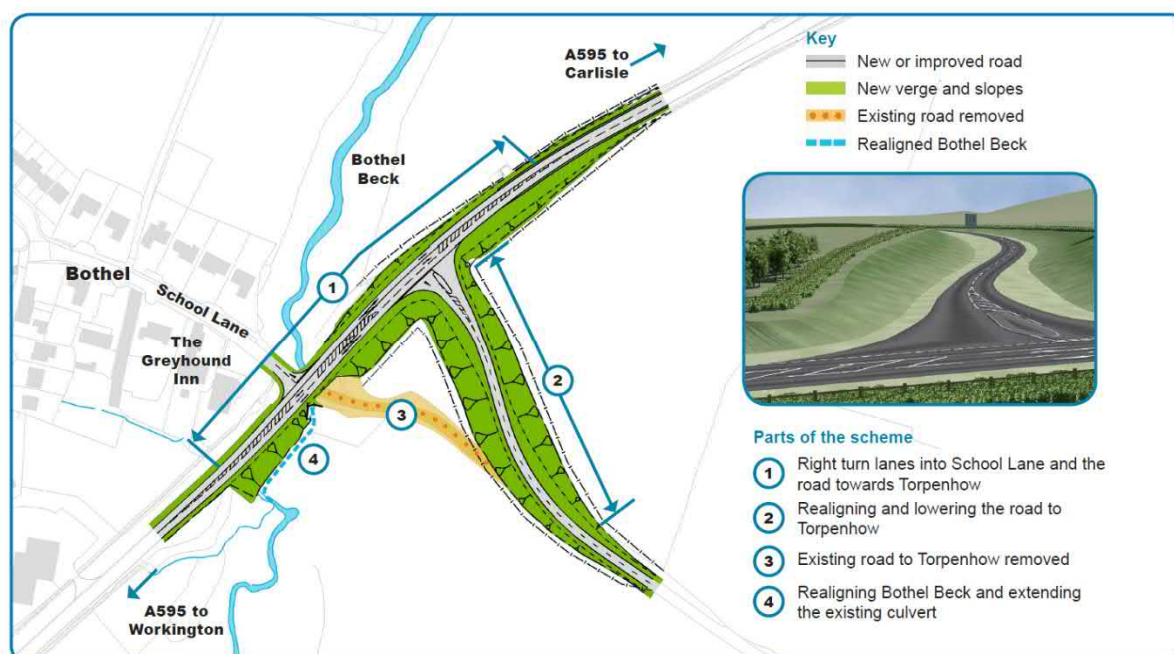 A595 to
Carlisle
Bothel
Beck
Bothel
School Lane
The
Greyhound
Inn
1
2
3
4
A595 to
Workington
Key
New or improved road
New verge and slopes
Existing road removed
Realigned Bothel Beck
Parts of the scheme
1 Right turn lanes into School Lane and the
road towards Torpenhow
2 Realigning and lowering the road to
Torpenhow
3 Existing road to Torpenhow removed
4 Realigning Bothel Beck and extending
the existing culvert